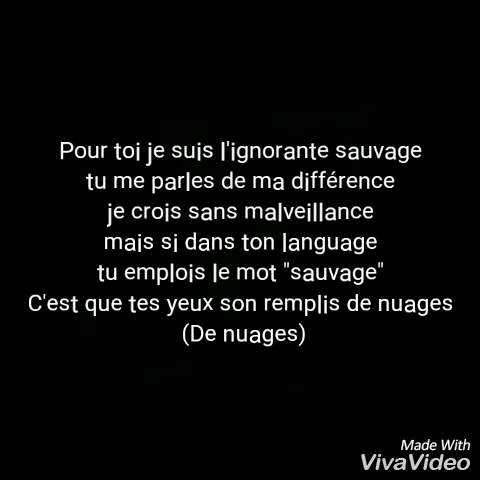 Pour toi je suis l'ignorante sauvage
tu me parles de ma différence
je crois sans malveillance
mais si dans ton language
tu emplois le mot "sauvage"
C'est que tes yeux son remplis de nuages
(De nuages)
Made With
VivaVideo